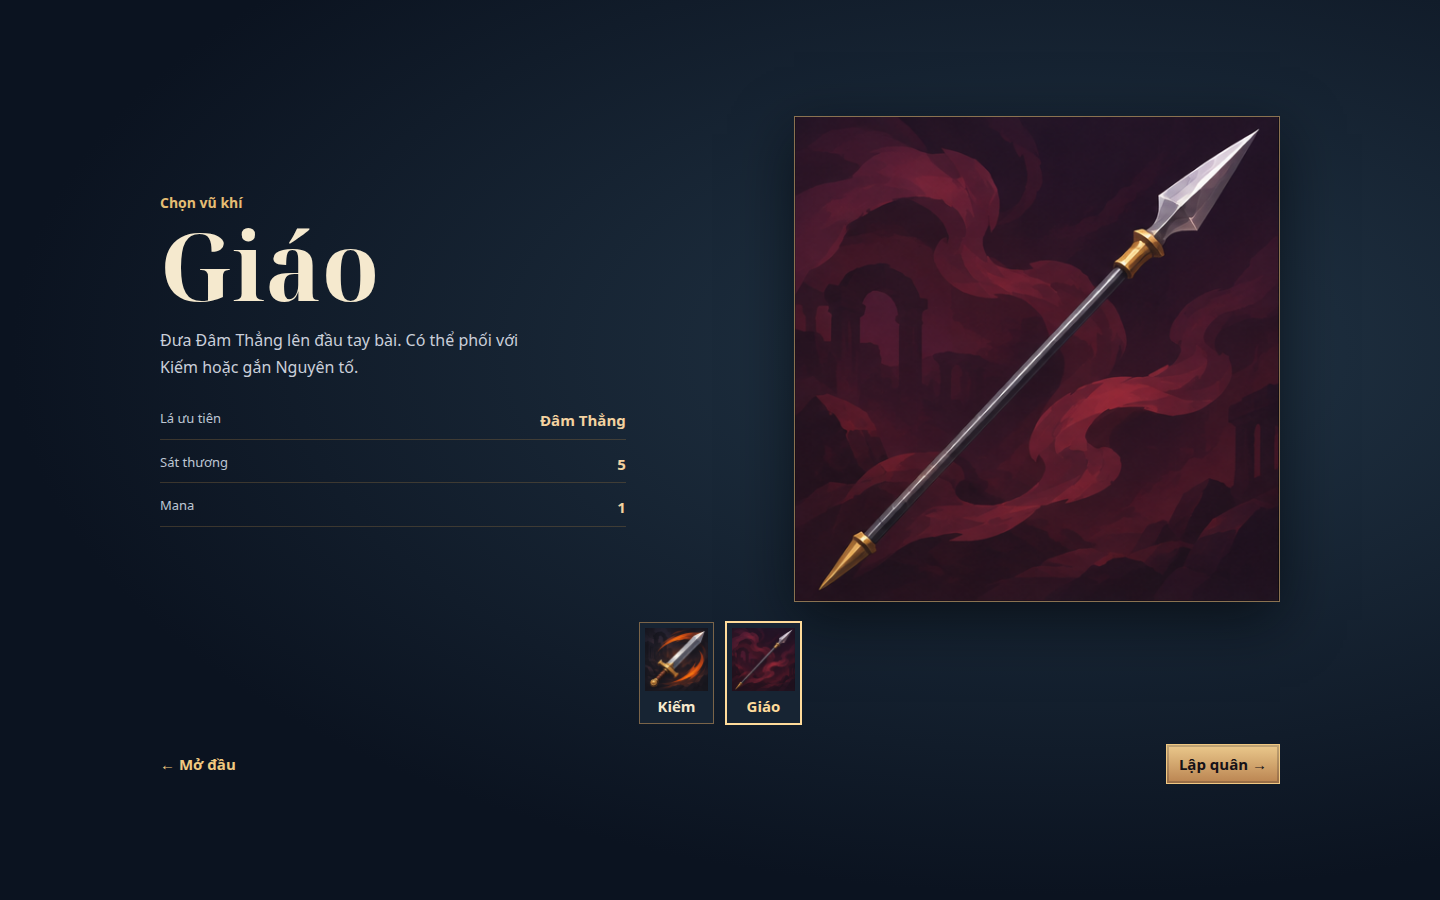 Chọn vũ khí
Giáo
Đưa Đâm Thẳng lên đầu tay bài. Có thể phối với
Kiếm hoặc gắn Nguyên tố.
Lá ưu tiên Đâm Thẳng
Sát thương 5
Mana 1
Kiếm Giáo
← Mở đầu Lập quân →